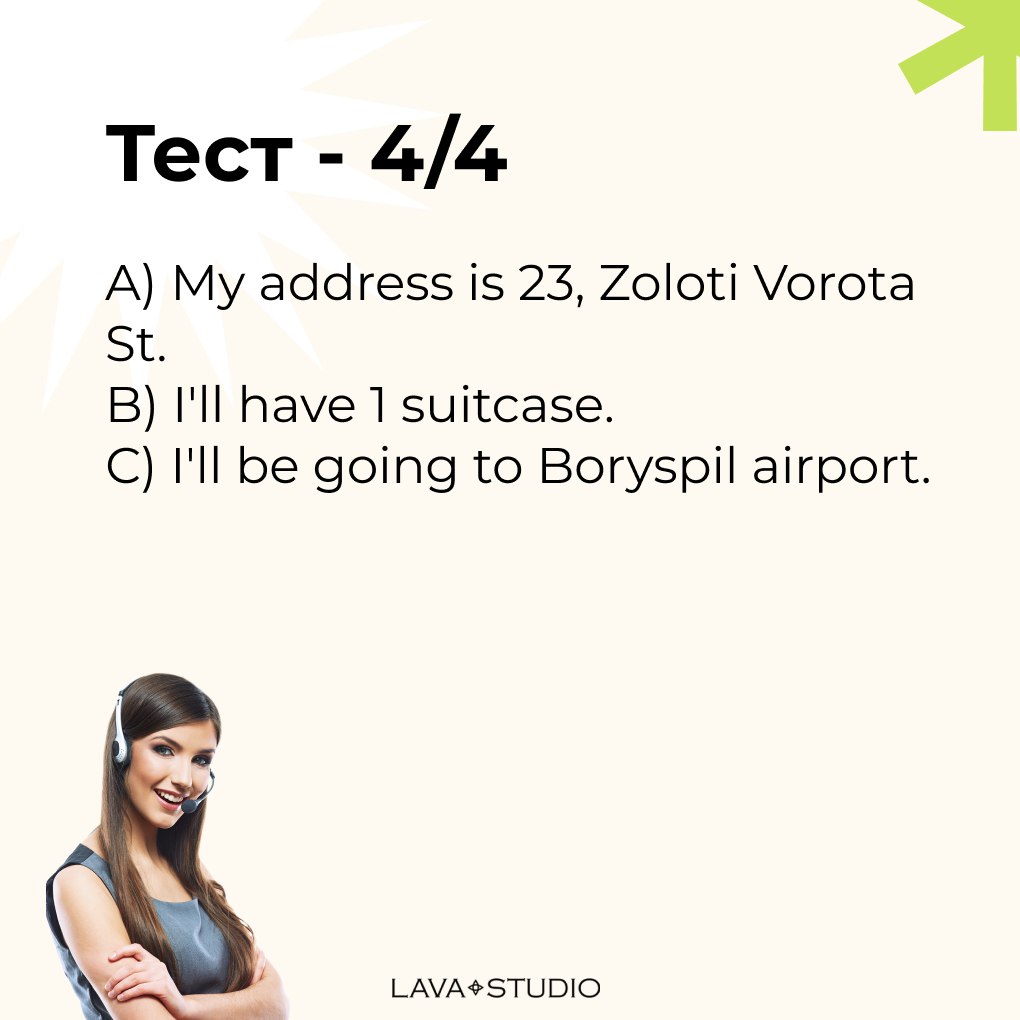 Тест - 4/4
A) My address is 23, Zoloti Vorota
St.
B) I'll have 1 suitcase.
C) I'll be going to Boryspil airport.
LAVA STUDIO